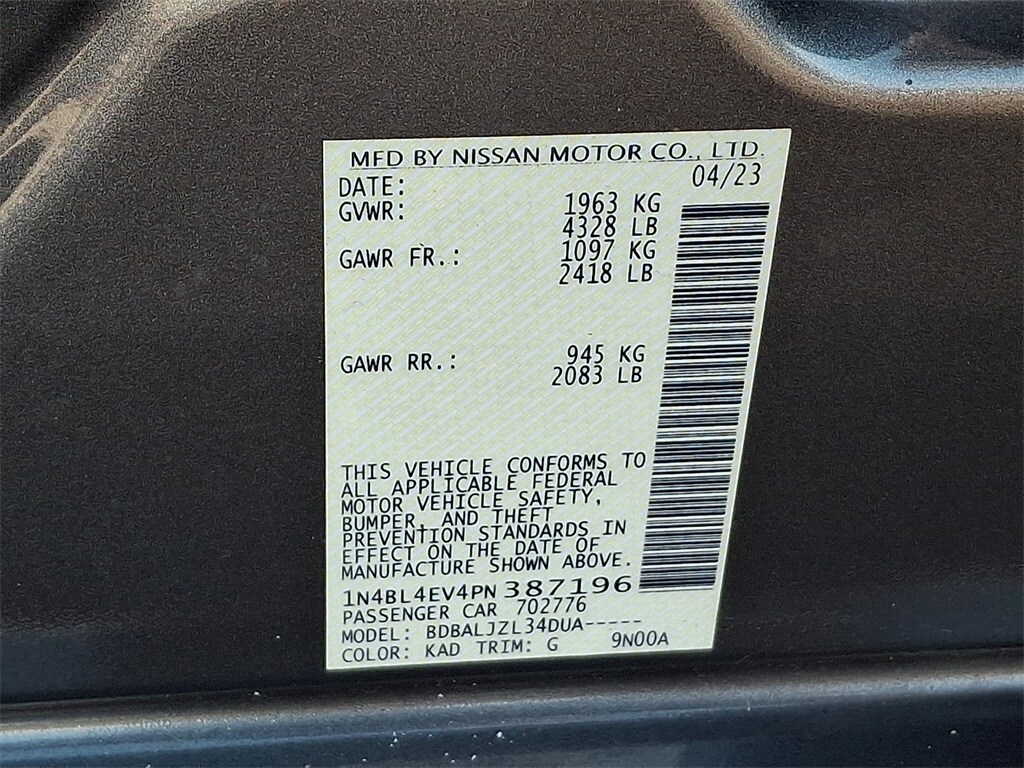 MFD BY NISSAN MOTOR CO., LTD.
DATE: 04/23
GVWR: 1963 KG
4328 LB
GAWR FR.: 1097 KG
2418 LB
GAWR RR.: 945 KG
2083 LB
THIS VEHICLE CONFORMS TO
ALL APPLICABLE FEDERAL
MOTOR VEHICLE SAFETY,
BUMPER, AND THEFT
PREVENTION STANDARDS IN
EFFECT ON THE DATE OF
MANUFACTURE SHOWN ABOVE.
1N4BL4EV4PN387196
PASSENGER CAR 702776
MODEL: BDBALJZL34DUA-----
COLOR: KAD TRIM: G 9N00A